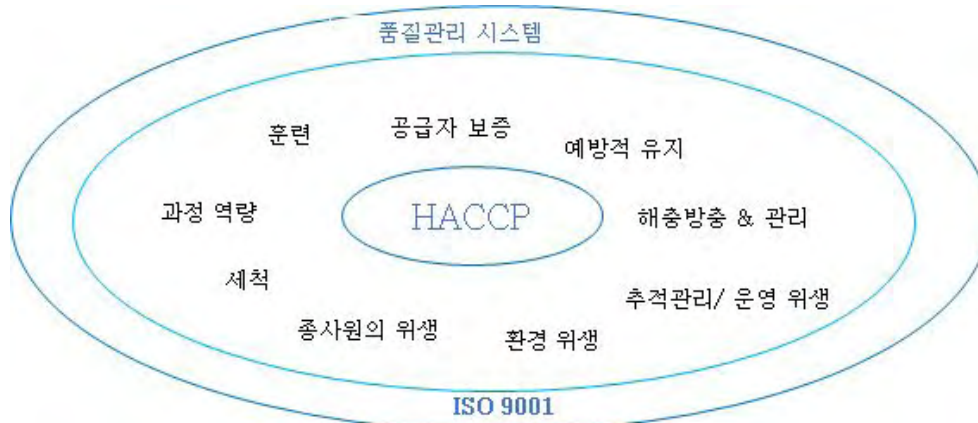 품질관리 시스템
훈련
공급자 보증
예방적 유지
과정 역량
HACCP
해충방충 & 관리
세척
추적관리/ 운영 위생
종사원의 위생
환경 위생
ISO 9001